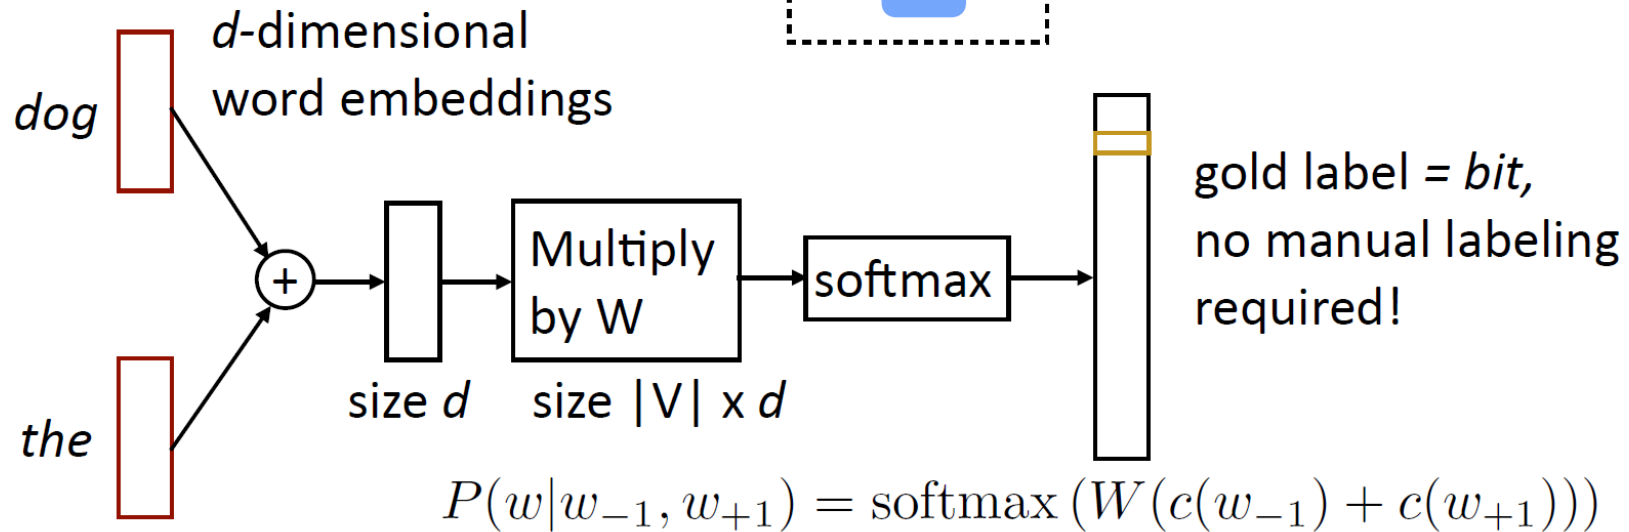 d-dimensional
word embeddings
dog
the
+
size d
Multiply
by W
size |V| x d
softmax
gold label = bit,
no manual labeling
required!
P(w|w₋₁, w₊₁) = softmax (W(c(w₋₁) + c(w₊₁)))